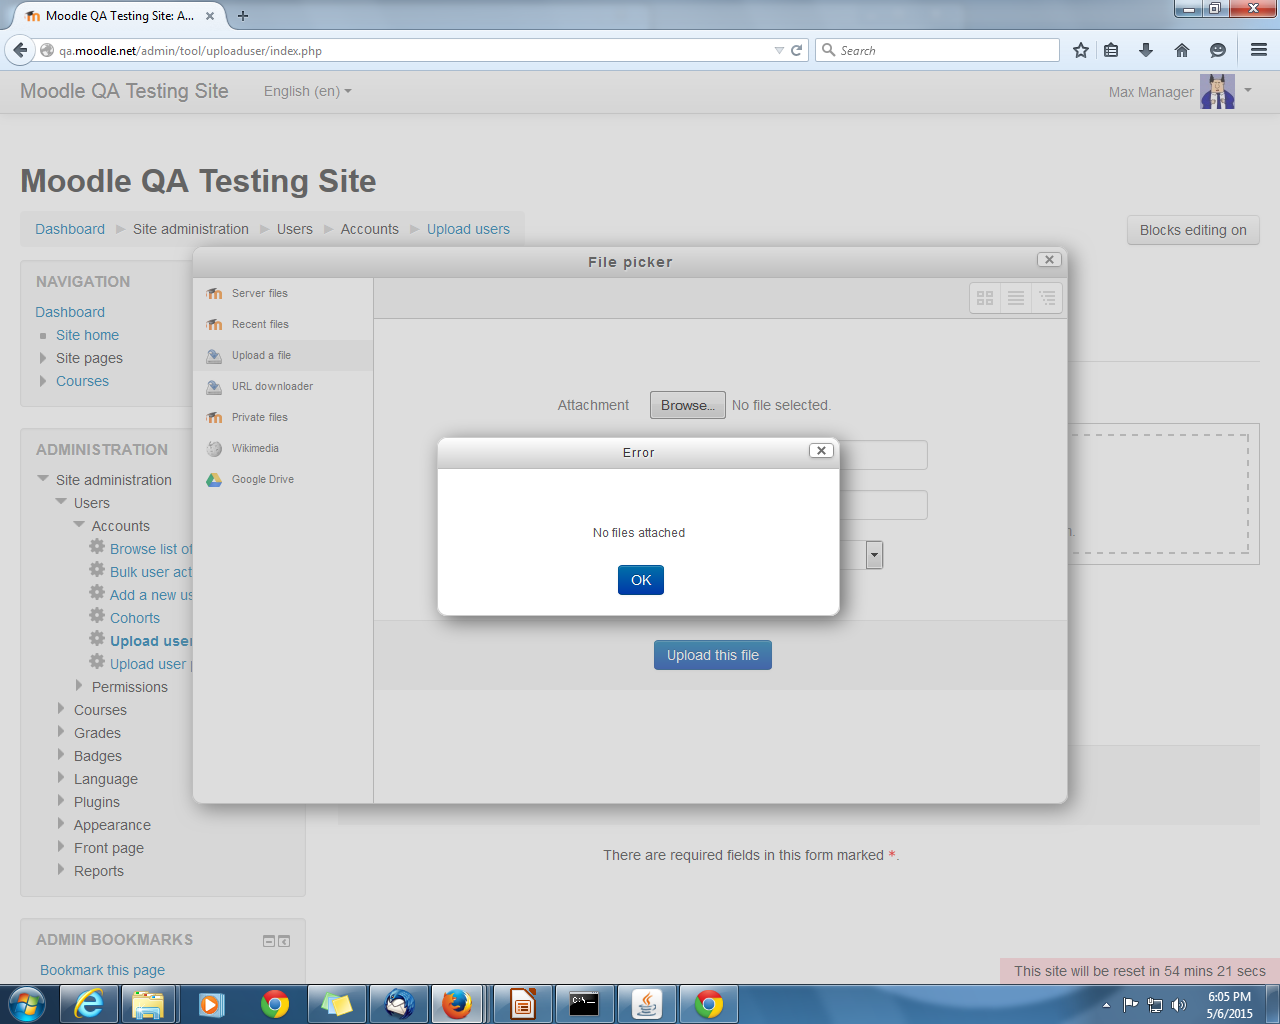 Moodle QA Testing Site: A...
qa.moodle.net/admin/tool/uploaduser/index.php
Search
Moodle QA Testing Site
English (en)
Max Manager
Moodle QA Testing Site
Dashboard Site administration Users Accounts Upload users
Blocks editing on
NAVIGATION
Dashboard
Site home
Site pages
Courses
ADMINISTRATION
Site administration
Users
Accounts
Browse list of
Bulk user act
Add a new us
Cohorts
Upload user
Upload user p
Permissions
Courses
Grades
Badges
Language
Plugins
Appearance
Front page
Reports
ADMIN BOOKMARKS
Bookmark this page
File picker
Server files
Recent files
Upload a file
URL downloader
Private files
Wikimedia
Google Drive
Attachment Browse... No file selected.
Error
No files attached
OK
Upload this file
There are required fields in this form marked *.
This site will be reset in 54 mins 21 secs
C:\.
6:05 PM
5/6/2015